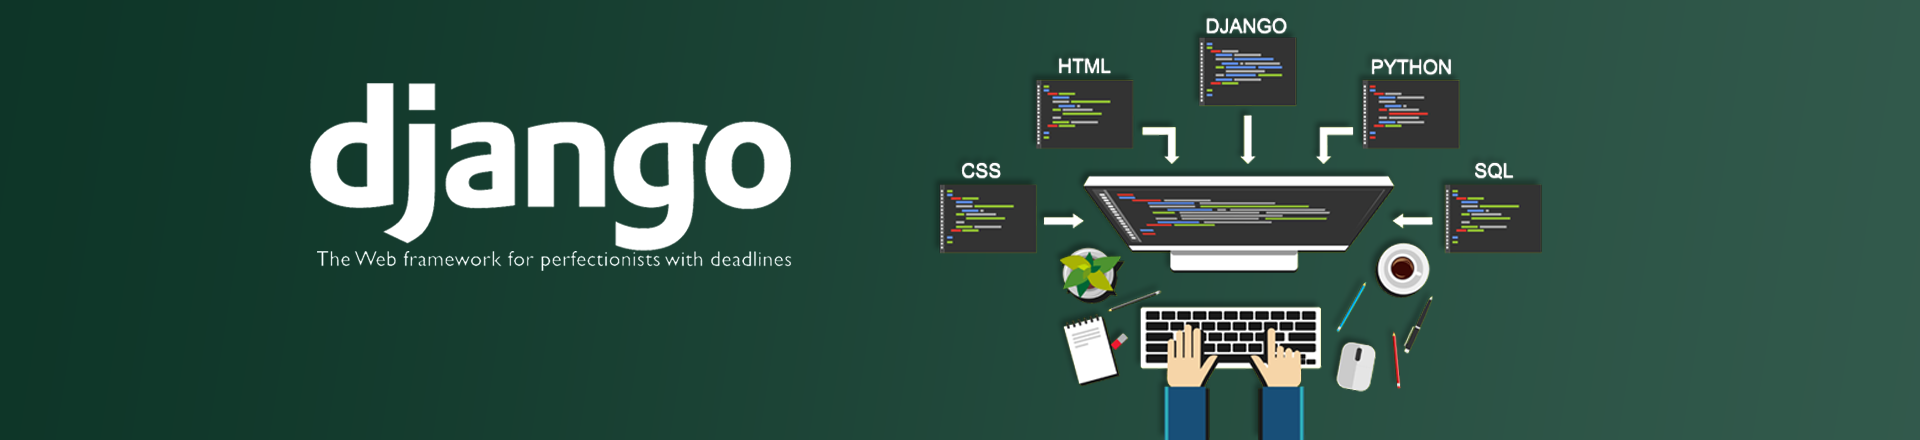 django
The Web framework for perfectionists with deadlines
DJANGO
HTML
PYTHON
CSS
SQL